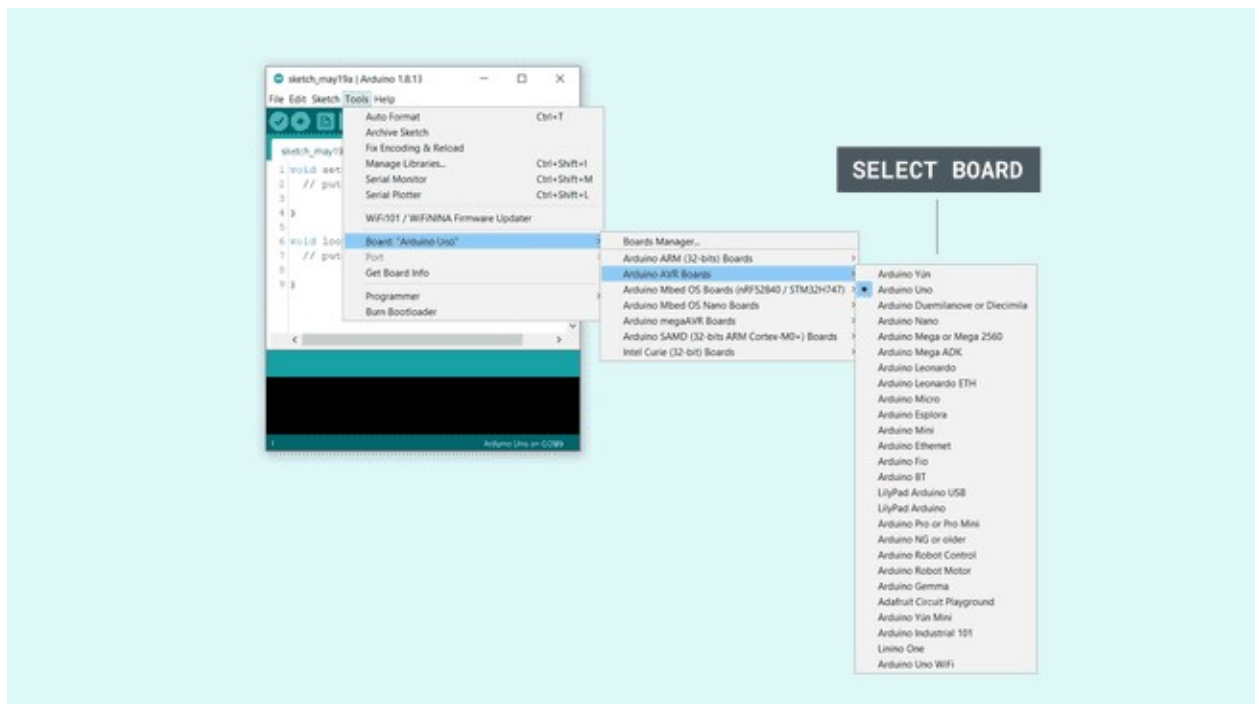 sketch_may19a | Arduino 1.8.13
File Edit Sketch Tools Help
sketch_may19
1 void set
2 // put
3
4 }
5
6 void loo
7 // put
8
9 }
Auto Format Ctrl+T
Archive Sketch
Fix Encoding & Reload
Manage Libraries... Ctrl+Shift+I
Serial Monitor Ctrl+Shift+M
Serial Plotter Ctrl+Shift+L
WiFi101 / WiFiNINA Firmware Updater
Board: "Arduino Uno"
Port
Get Board Info
Programmer
Burn Bootloader
1 Arduino Uno on
Boards Manager...
Arduino ARM (32-bits) Boards
Arduino AVR Boards
Arduino Mbed OS Boards (nRF52840 / STM32H747)
Arduino Mbed OS Nano Boards
Arduino megaAVR Boards
Arduino SAMD (32-bits ARM Cortex-M0+) Boards
Intel Curie (32-bit) Boards
SELECT BOARD
Arduino Yún
Arduino Uno
Arduino Duemilanove or Diecimila
Arduino Nano
Arduino Mega or Mega 2560
Arduino Mega ADK
Arduino Leonardo
Arduino Leonardo ETH
Arduino Micro
Arduino Esplora
Arduino Mini
Arduino Ethernet
Arduino Fio
Arduino BT
LilyPad Arduino USB
LilyPad Arduino
Arduino Pro or Pro Mini
Arduino NG or older
Arduino Robot Control
Arduino Robot Motor
Arduino Gemma
Adafruit Circuit Playground
Arduino Yún Mini
Arduino Industrial 101
Linino One
Arduino Uno WiFi